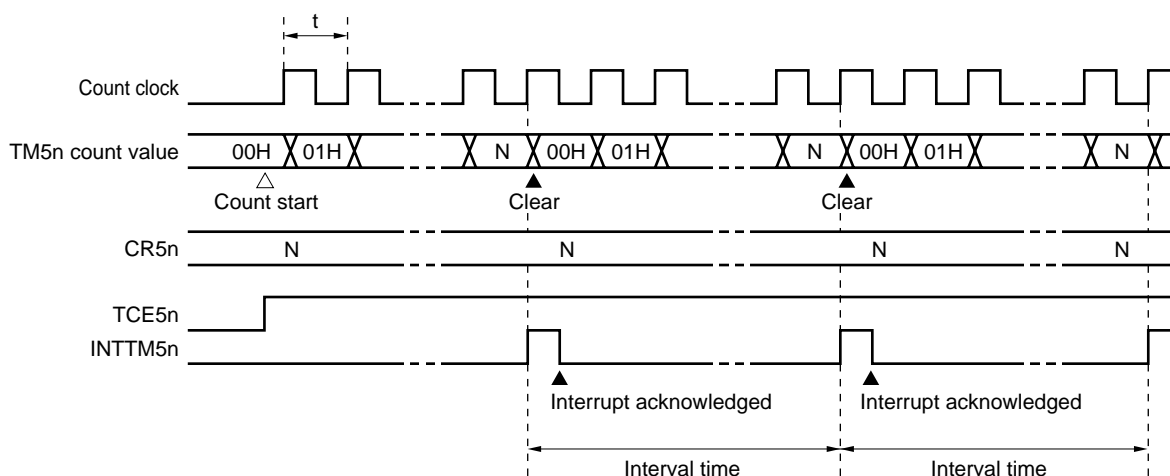 t
Count clock
TM5n count value 00H 01H N 00H 01H N 00H 01H N
Count start Clear Clear
CR5n N N N N
TCE5n
INTTM5n
Interrupt acknowledged Interrupt acknowledged
Interval time Interval time